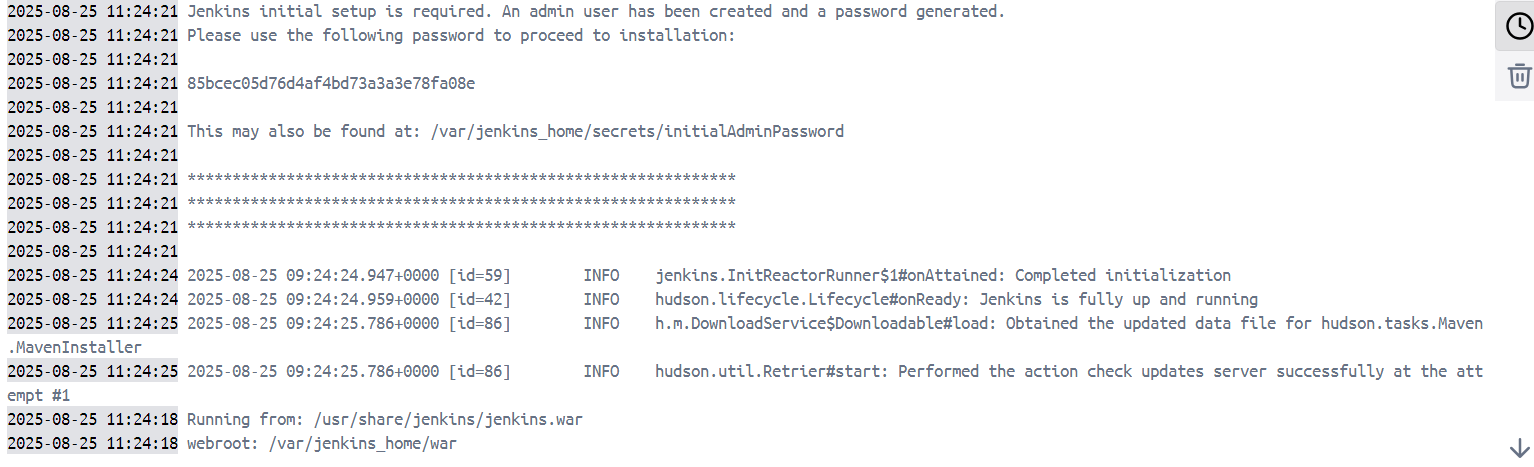 2025-08-25 11:24:21 Jenkins initial setup is required. An admin user has been created and a password generated.
2025-08-25 11:24:21 Please use the following password to proceed to installation:
2025-08-25 11:24:21
2025-08-25 11:24:21 85bcec05d76d4af4bd73a3a3e78fa08e
2025-08-25 11:24:21
2025-08-25 11:24:21 This may also be found at: /var/jenkins_home/secrets/initialAdminPassword
2025-08-25 11:24:21
2025-08-25 11:24:21 *************************************************************
2025-08-25 11:24:21 *************************************************************
2025-08-25 11:24:21 *************************************************************
2025-08-25 11:24:21
2025-08-25 11:24:24 2025-08-25 09:24:24.947+0000 [id=59] INFO jenkins.InitReactorRunner$1#onAttained: Completed initialization
2025-08-25 11:24:24 2025-08-25 09:24:24.959+0000 [id=42] INFO hudson.lifecycle.Lifecycle#onReady: Jenkins is fully up and running
2025-08-25 11:24:25 2025-08-25 09:24:25.786+0000 [id=86] INFO h.m.DownloadService$Downloadable#load: Obtained the updated data file for hudson.tasks.Maven
.MavenInstaller
2025-08-25 11:24:25 2025-08-25 09:24:25.786+0000 [id=86] INFO hudson.util.Retrier#start: Performed the action check updates server successfully at the att
empt #1
2025-08-25 11:24:18 Running from: /usr/share/jenkins/jenkins.war
2025-08-25 11:24:18 webroot: /var/jenkins_home/war